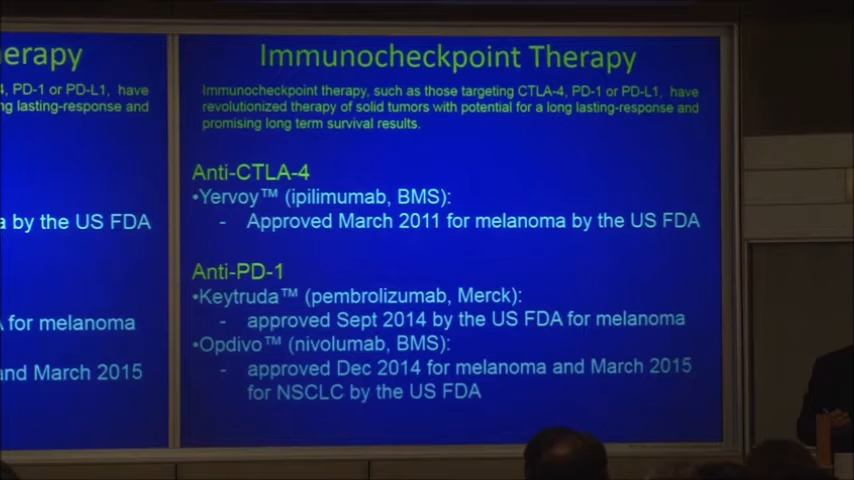 erapy
4, PD-1 or PD-L1, have
ng lasting-response and
a by the US FDA
A for melanoma
and March 2015
Immunocheckpoint Therapy
Immunocheckpoint therapy, such as those targeting CTLA-4, PD-1 or PD-L1, have
revolutionized therapy of solid tumors with potential for a long lasting-response and
promising long term survival results.
Anti-CTLA-4
•Yervoy™ (ipilimumab, BMS):
- Approved March 2011 for melanoma by the US FDA
Anti-PD-1
•Keytruda™ (pembrolizumab, Merck):
- approved Sept 2014 by the US FDA for melanoma
•Opdivo™ (nivolumab, BMS):
- approved Dec 2014 for melanoma and March 2015
for NSCLC by the US FDA